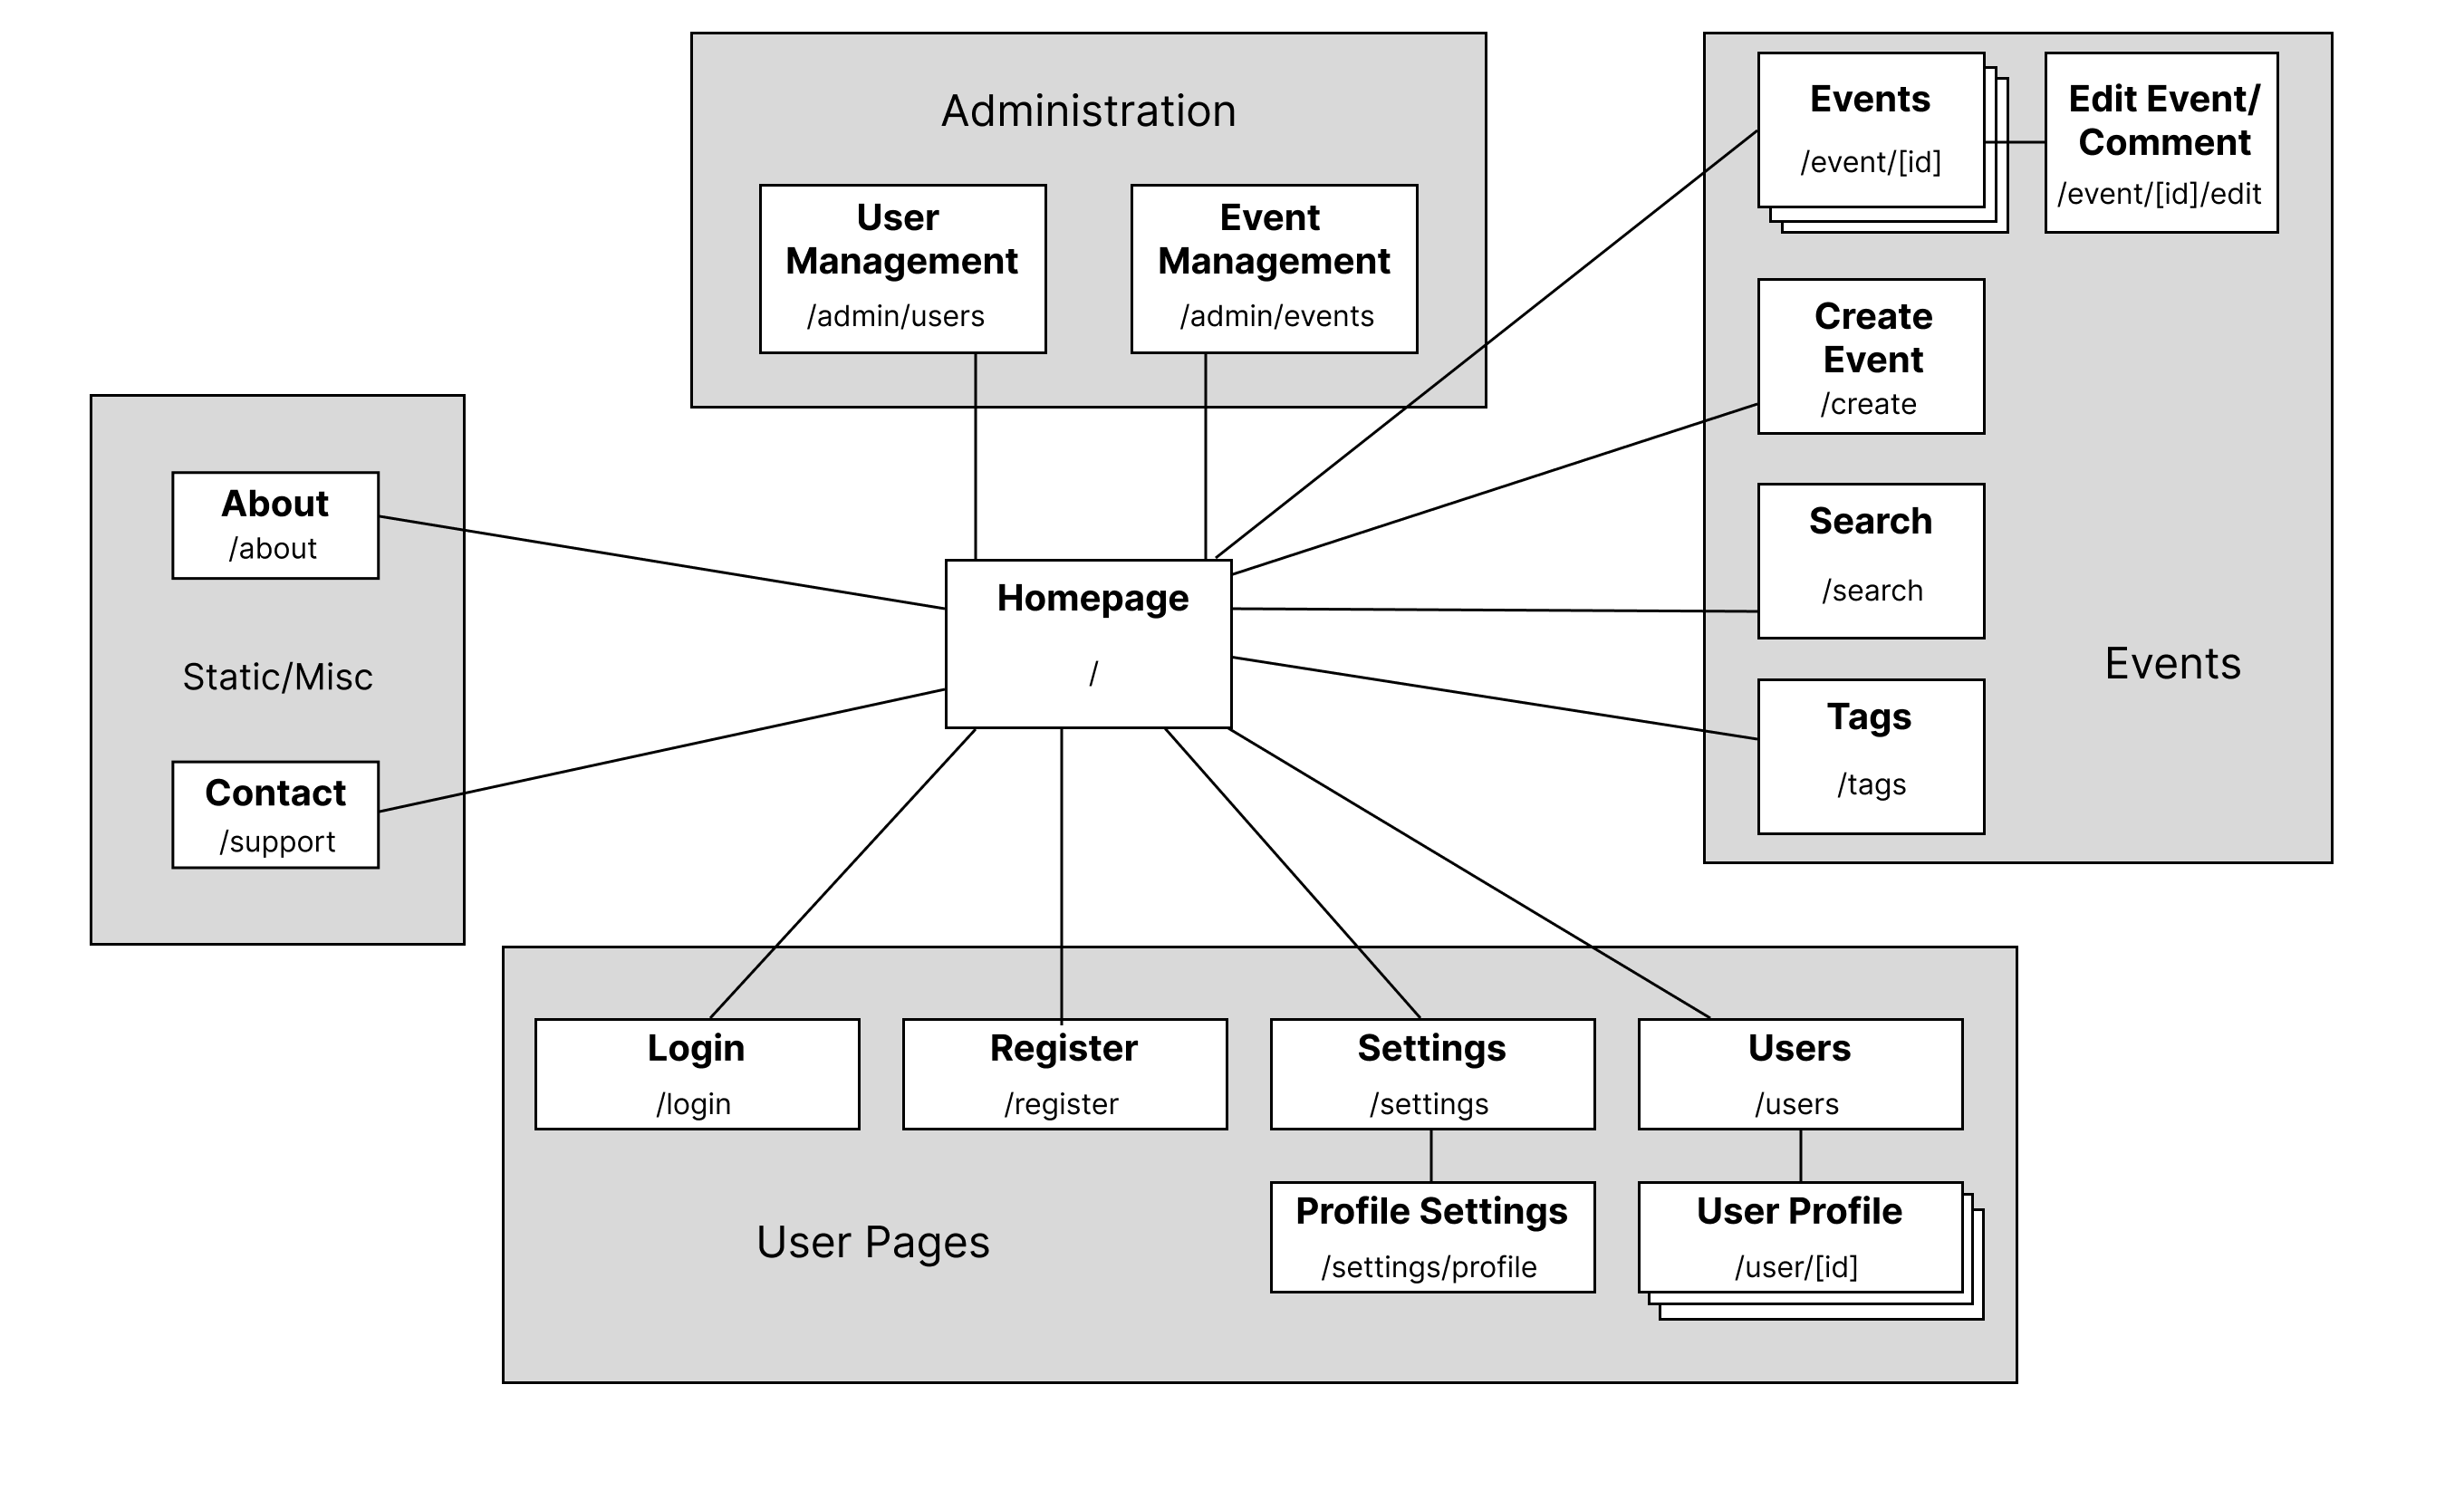 Administration
User
Management
/admin/users
Event
Management
/admin/events
Events
/event/[id]
Edit Event/
Comment
/event/[id]/edit
Create
Event
/create
Search
/search
Tags
/tags
Events
About
/about
Static/Misc
Contact
/support
Homepage
/
Login
/login
Register
/register
Settings
/settings
Users
/users
User Pages
Profile Settings
/settings/profile
User Profile
/user/[id]